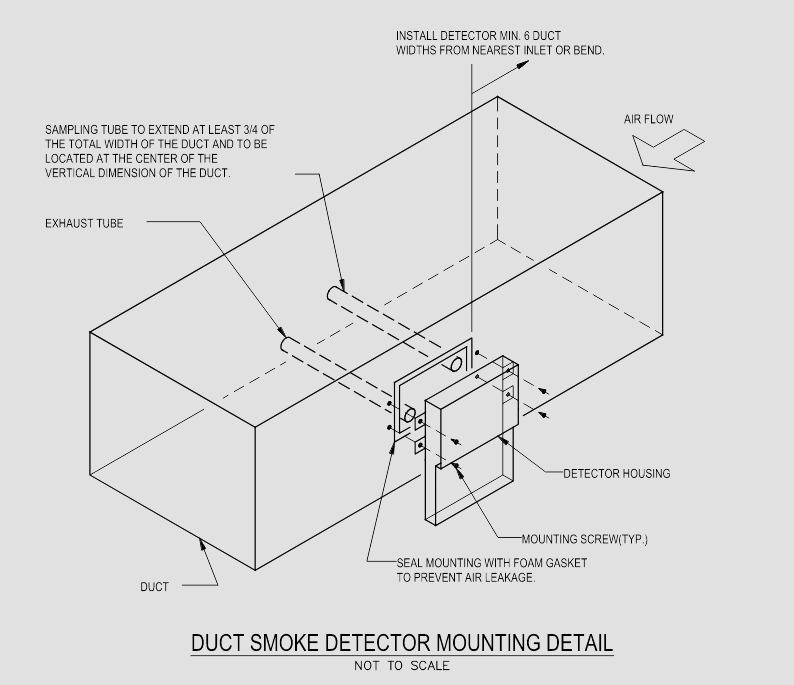 INSTALL DETECTOR MIN. 6 DUCT
WIDTHS FROM NEAREST INLET OR BEND.
AIR FLOW
SAMPLING TUBE TO EXTEND AT LEAST 3/4 OF
THE TOTAL WIDTH OF THE DUCT AND TO BE
LOCATED AT THE CENTER OF THE
VERTICAL DIMENSION OF THE DUCT.
EXHAUST TUBE
DETECTOR HOUSING
MOUNTING SCREW(TYP.)
SEAL MOUNTING WITH FOAM GASKET
TO PREVENT AIR LEAKAGE.
DUCT
DUCT SMOKE DETECTOR MOUNTING DETAIL
NOT TO SCALE